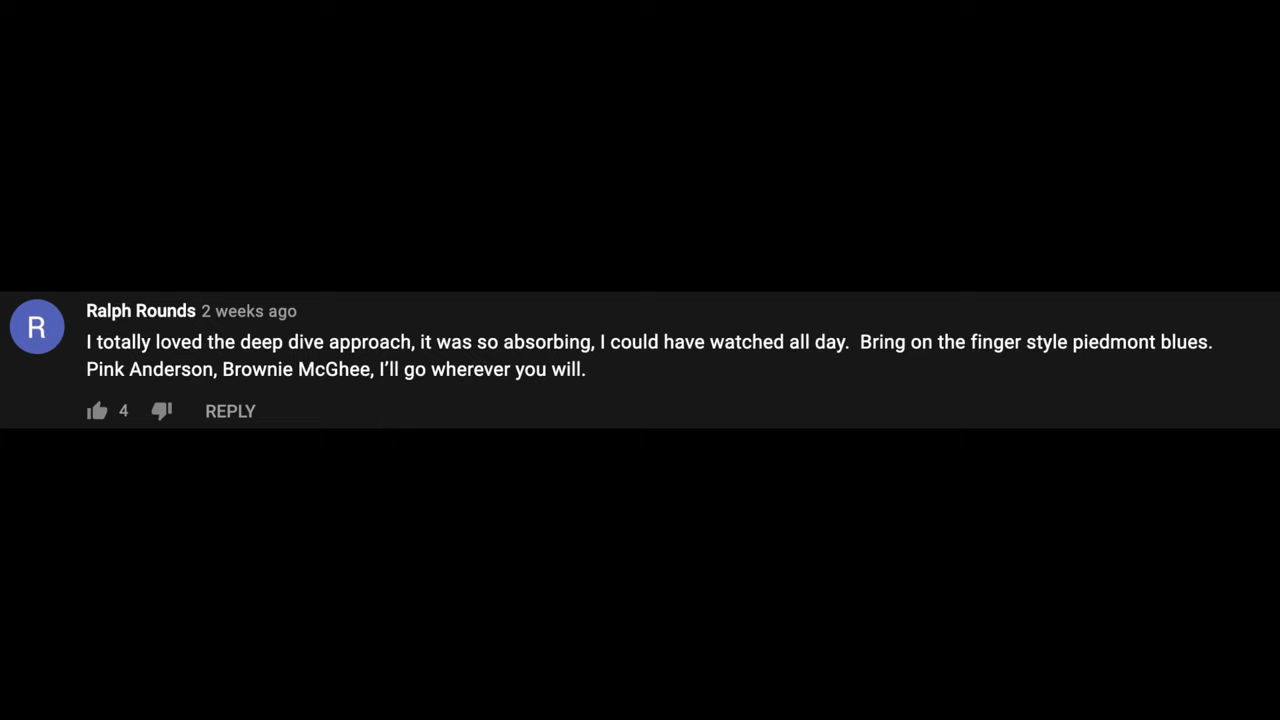 R
Ralph Rounds 2 weeks ago
I totally loved the deep dive approach, it was so absorbing, I could have watched all day.  Bring on the finger style piedmont blues.
Pink Anderson, Brownie McGhee, I’ll go wherever you will.
4 REPLY